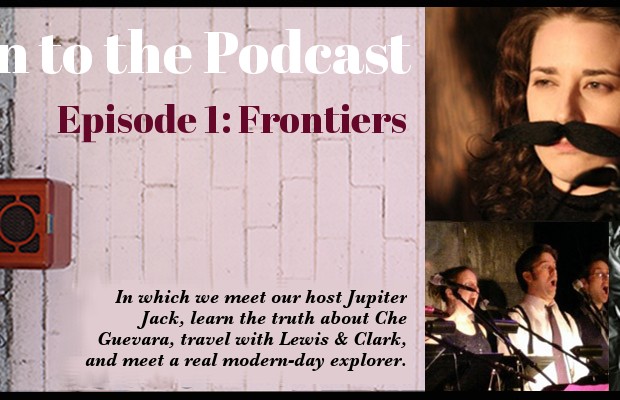 n to the Podcast
Episode 1: Frontiers
In which we meet our host Jupiter
Jack, learn the truth about Che
Guevara, travel with Lewis & Clark,
and meet a real modern-day explorer.